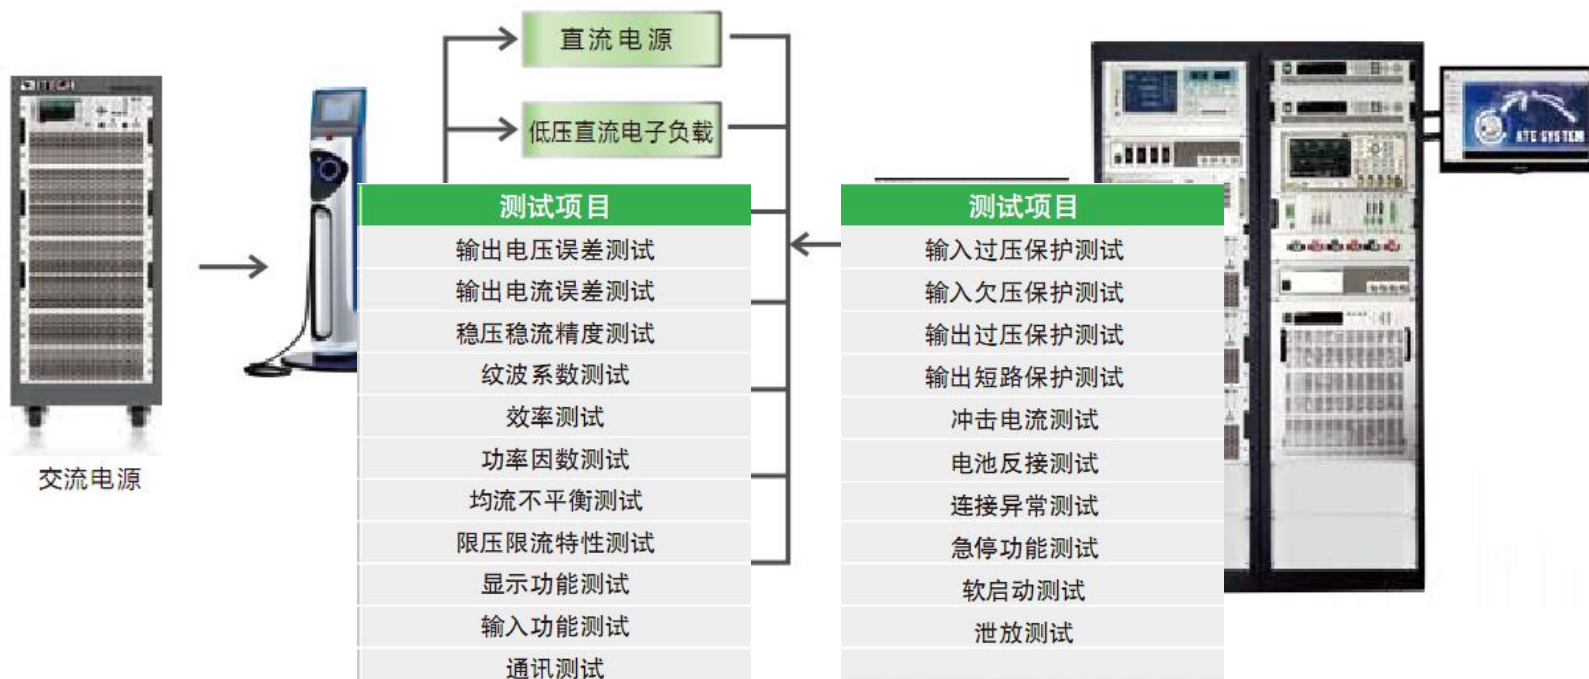 直流电源
低压直流电子负载
交流电源
测试项目
输出电压误差测试
输出电流误差测试
稳压稳流精度测试
纹波系数测试
效率测试
功率因数测试
均流不平衡测试
限压限流特性测试
显示功能测试
输入功能测试
通讯测试
测试项目
输入过压保护测试
输入欠压保护测试
输出过压保护测试
输出短路保护测试
冲击电流测试
电池反接测试
连接异常测试
急停功能测试
软启动测试
泄放测试
ATE SYSTEM